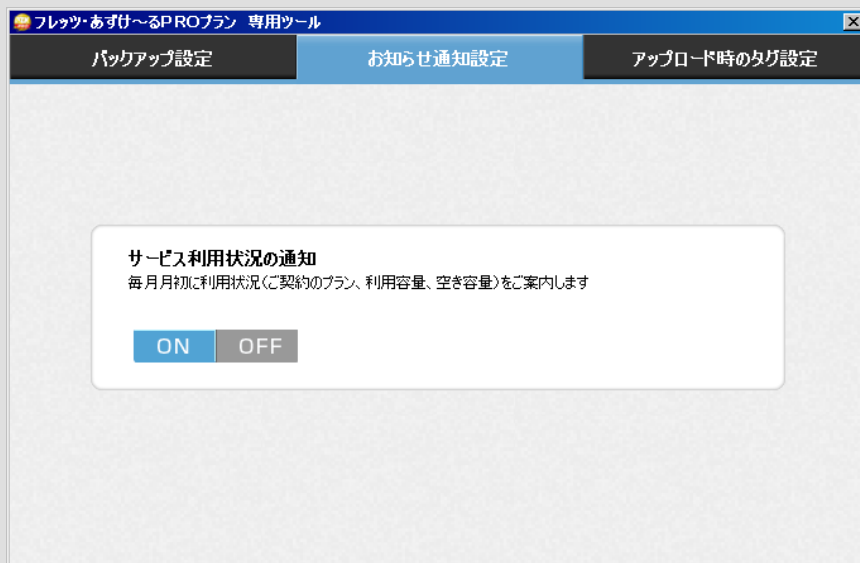 フレッツ・あずけ～るPROプラン 専用ツール
バックアップ設定
お知らせ通知設定
アップロード時のタグ設定
サービス利用状況の通知
毎月月初に利用状況(ご契約のプラン、利用容量、空き容量)をご案内します
ON OFF